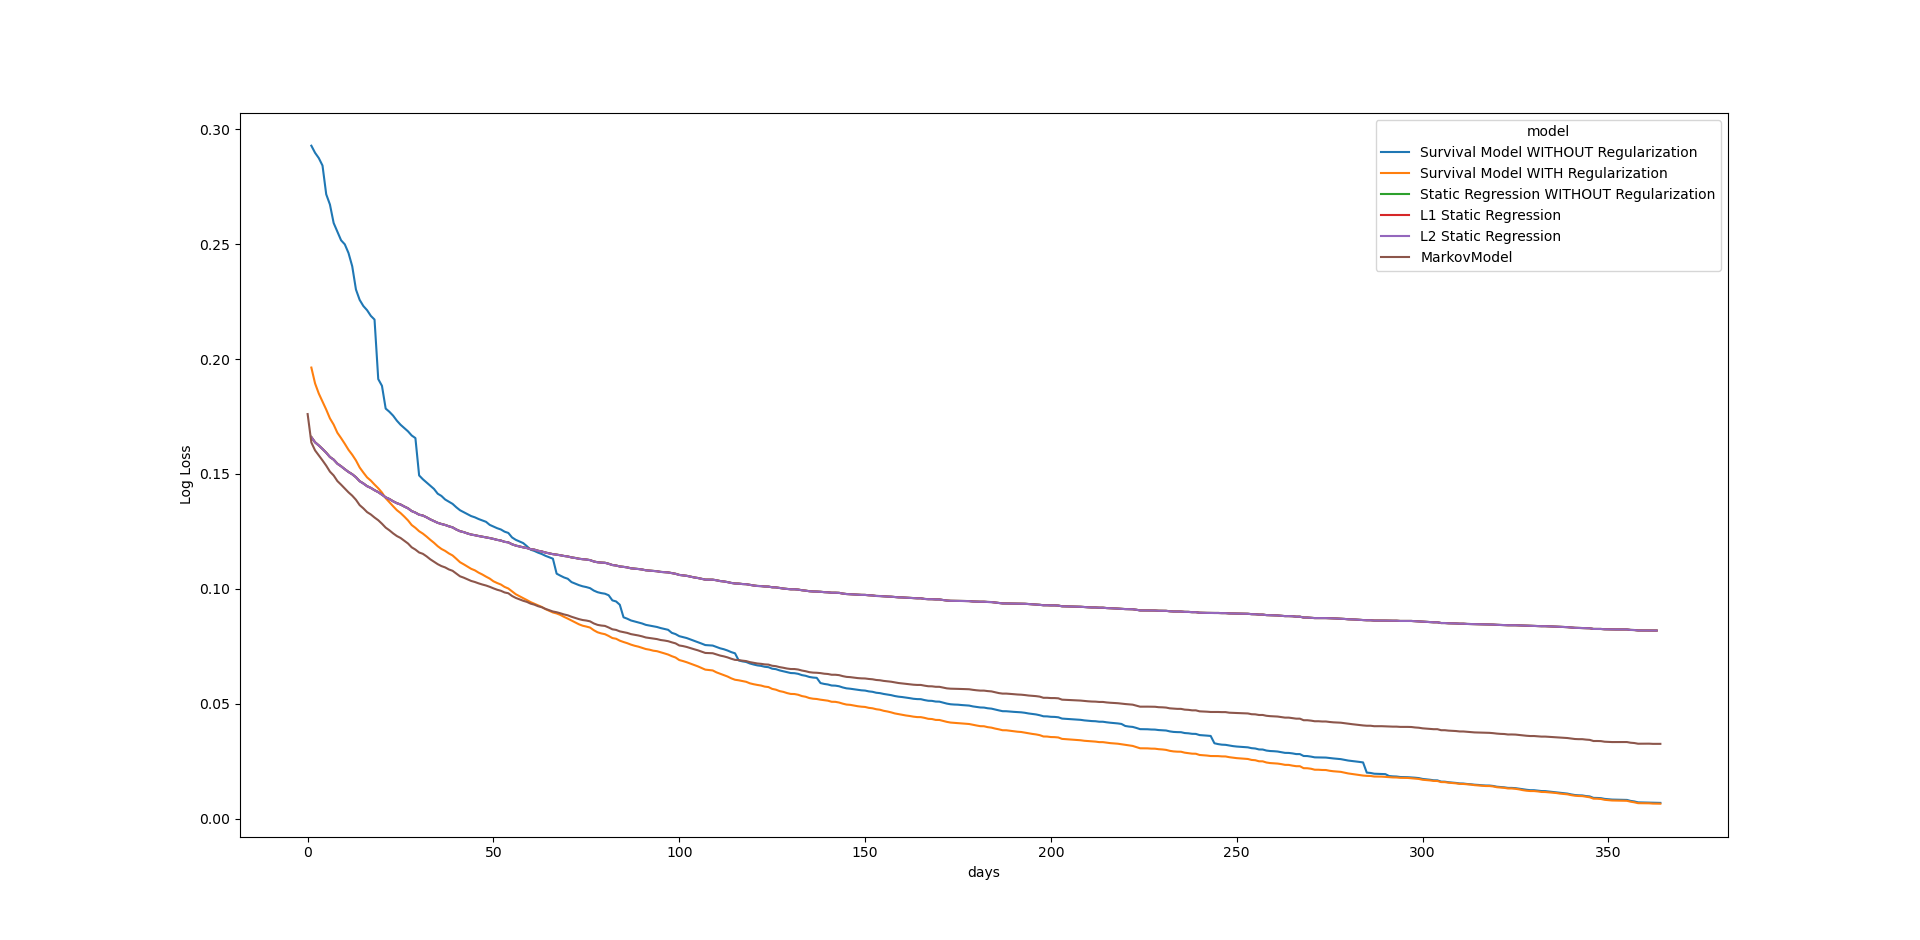 0.30
0.25
0.20
0.15
0.10
0.05
0.00
Log Loss
0
50
100
150
200
250
300
350
days
model
Survival Model WITHOUT Regularization
Survival Model WITH Regularization
Static Regression WITHOUT Regularization
L1 Static Regression
L2 Static Regression
MarkovModel